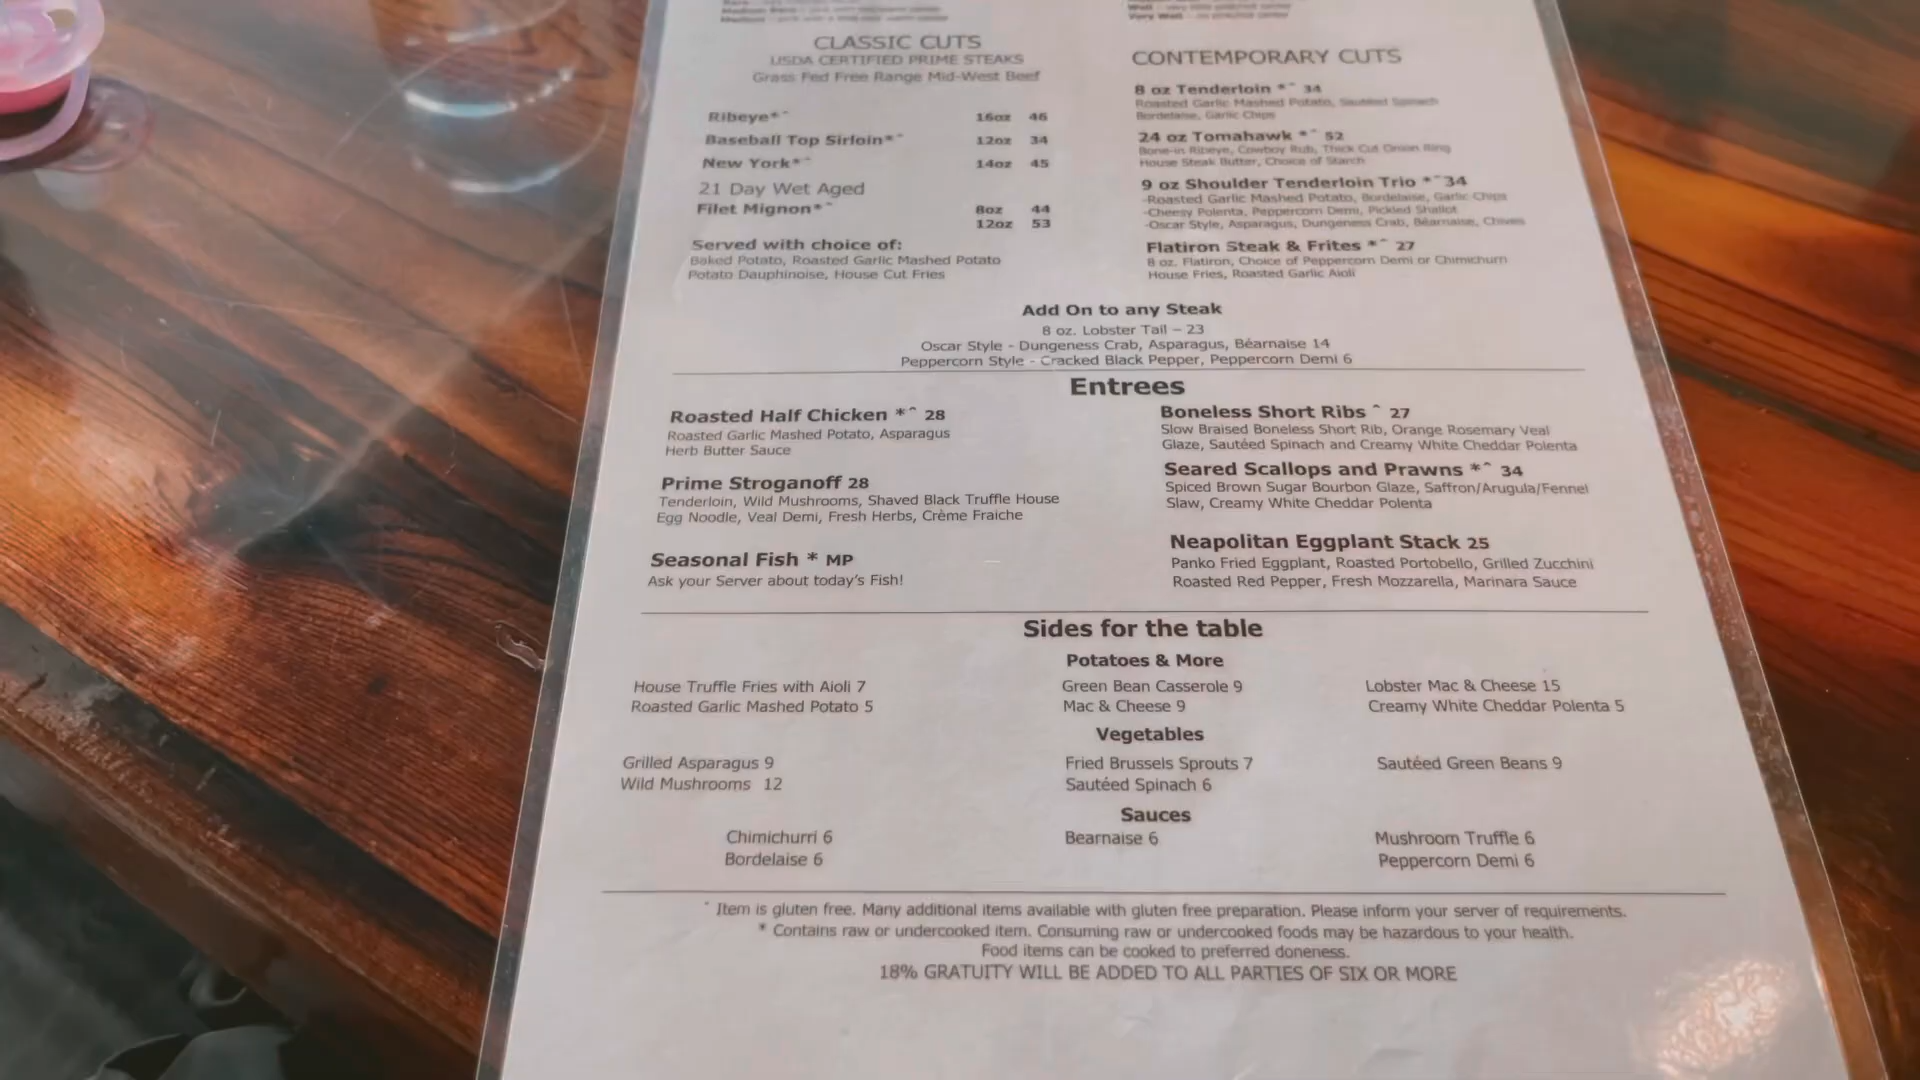 CLASSIC CUTS
USDA CERTIFIED PRIME STEAKS
Grass Fed Free Range Mid-West Beef
Ribeye*^ 16oz 46
Baseball Top Sirloin*^ 12oz 34
New York*^ 14oz 45
21 Day Wet Aged
Filet Mignon*^ 8oz 44
12oz 53
Served with choice of:
Baked Potato, Roasted Garlic Mashed Potato
Potato Dauphinoise, House Cut Fries
CONTEMPORARY CUTS
8 oz Tenderloin *^ 34
Roasted Garlic Mashed Potato, Sautéed Spinach
Bordelaise, Garlic Chips
24 oz Tomahawk *^ 52
Bone-in Ribeye, Cowboy Rub, Thick Cut Onion Ring
House Steak Butter, Choice of Starch
9 oz Shoulder Tenderloin Trio *^34
-Roasted Garlic Mashed Potato, Bordelaise, Garlic Chips
-Cheesy Polenta, Peppercorn Demi, Pickled Shallot
-Oscar Style, Asparagus, Dungeness Crab, Béarnaise, Chives
Flatiron Steak & Frites *^ 27
8 oz. Flatiron, Choice of Peppercorn Demi or Chimichurri
House Fries, Roasted Garlic Aioli
Add On to any Steak
8 oz. Lobster Tail – 23
Oscar Style - Dungeness Crab, Asparagus, Béarnaise 14
Peppercorn Style - Cracked Black Pepper, Peppercorn Demi 6
Entrees
Roasted Half Chicken *^ 28
Roasted Garlic Mashed Potato, Asparagus
Herb Butter Sauce
Prime Stroganoff 28
Tenderloin, Wild Mushrooms, Shaved Black Truffle House
Egg Noodle, Veal Demi, Fresh Herbs, Crème Fraiche
Seasonal Fish * MP
Ask your Server about today's Fish!
Boneless Short Ribs ^ 27
Slow Braised Boneless Short Rib, Orange Rosemary Veal
Glaze, Sautéed Spinach and Creamy White Cheddar Polenta
Seared Scallops and Prawns *^ 34
Spiced Brown Sugar Bourbon Glaze, Saffron/Arugula/Fennel
Slaw, Creamy White Cheddar Polenta
Neapolitan Eggplant Stack 25
Panko Fried Eggplant, Roasted Portobello, Grilled Zucchini
Roasted Red Pepper, Fresh Mozzarella, Marinara Sauce
Sides for the table
Potatoes & More
House Truffle Fries with Aioli 7 Green Bean Casserole 9 Lobster Mac & Cheese 15
Roasted Garlic Mashed Potato 5 Mac & Cheese 9 Creamy White Cheddar Polenta 5
Vegetables
Grilled Asparagus 9 Fried Brussels Sprouts 7 Sautéed Green Beans 9
Wild Mushrooms 12 Sautéed Spinach 6
Sauces
Chimichurri 6 Bearnaise 6 Mushroom Truffle 6
Bordelaise 6 Peppercorn Demi 6
^ Item is gluten free. Many additional items available with gluten free preparation. Please inform your server of requirements.
* Contains raw or undercooked item. Consuming raw or undercooked foods may be hazardous to your health.
Food items can be cooked to preferred doneness.
18% GRATUITY WILL BE ADDED TO ALL PARTIES OF SIX OR MORE